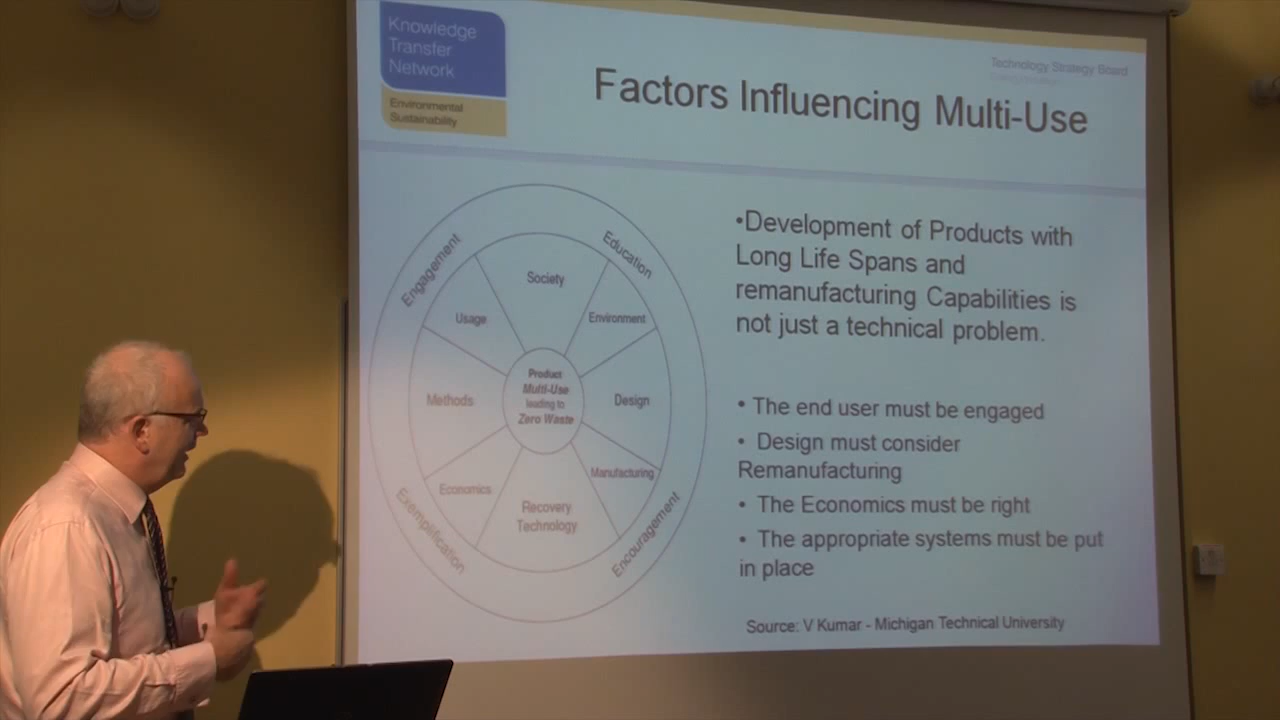 Knowledge
Transfer
Network
Environmental
Sustainability
Technology Strategy Board
Factors Influencing Multi-Use
Engagement
Education
Society
Usage
Environment
Product
Multi-Use
leading to
Zero Waste
Methods
Design
Economics
Manufacturing
Recovery
Technology
Exemplification
Encouragement
•Development of Products with
Long Life Spans and
remanufacturing Capabilities is
not just a technical problem.
• The end user must be engaged
• Design must consider
Remanufacturing
• The Economics must be right
• The appropriate systems must be put
in place
Source: V Kumar - Michigan Technical University